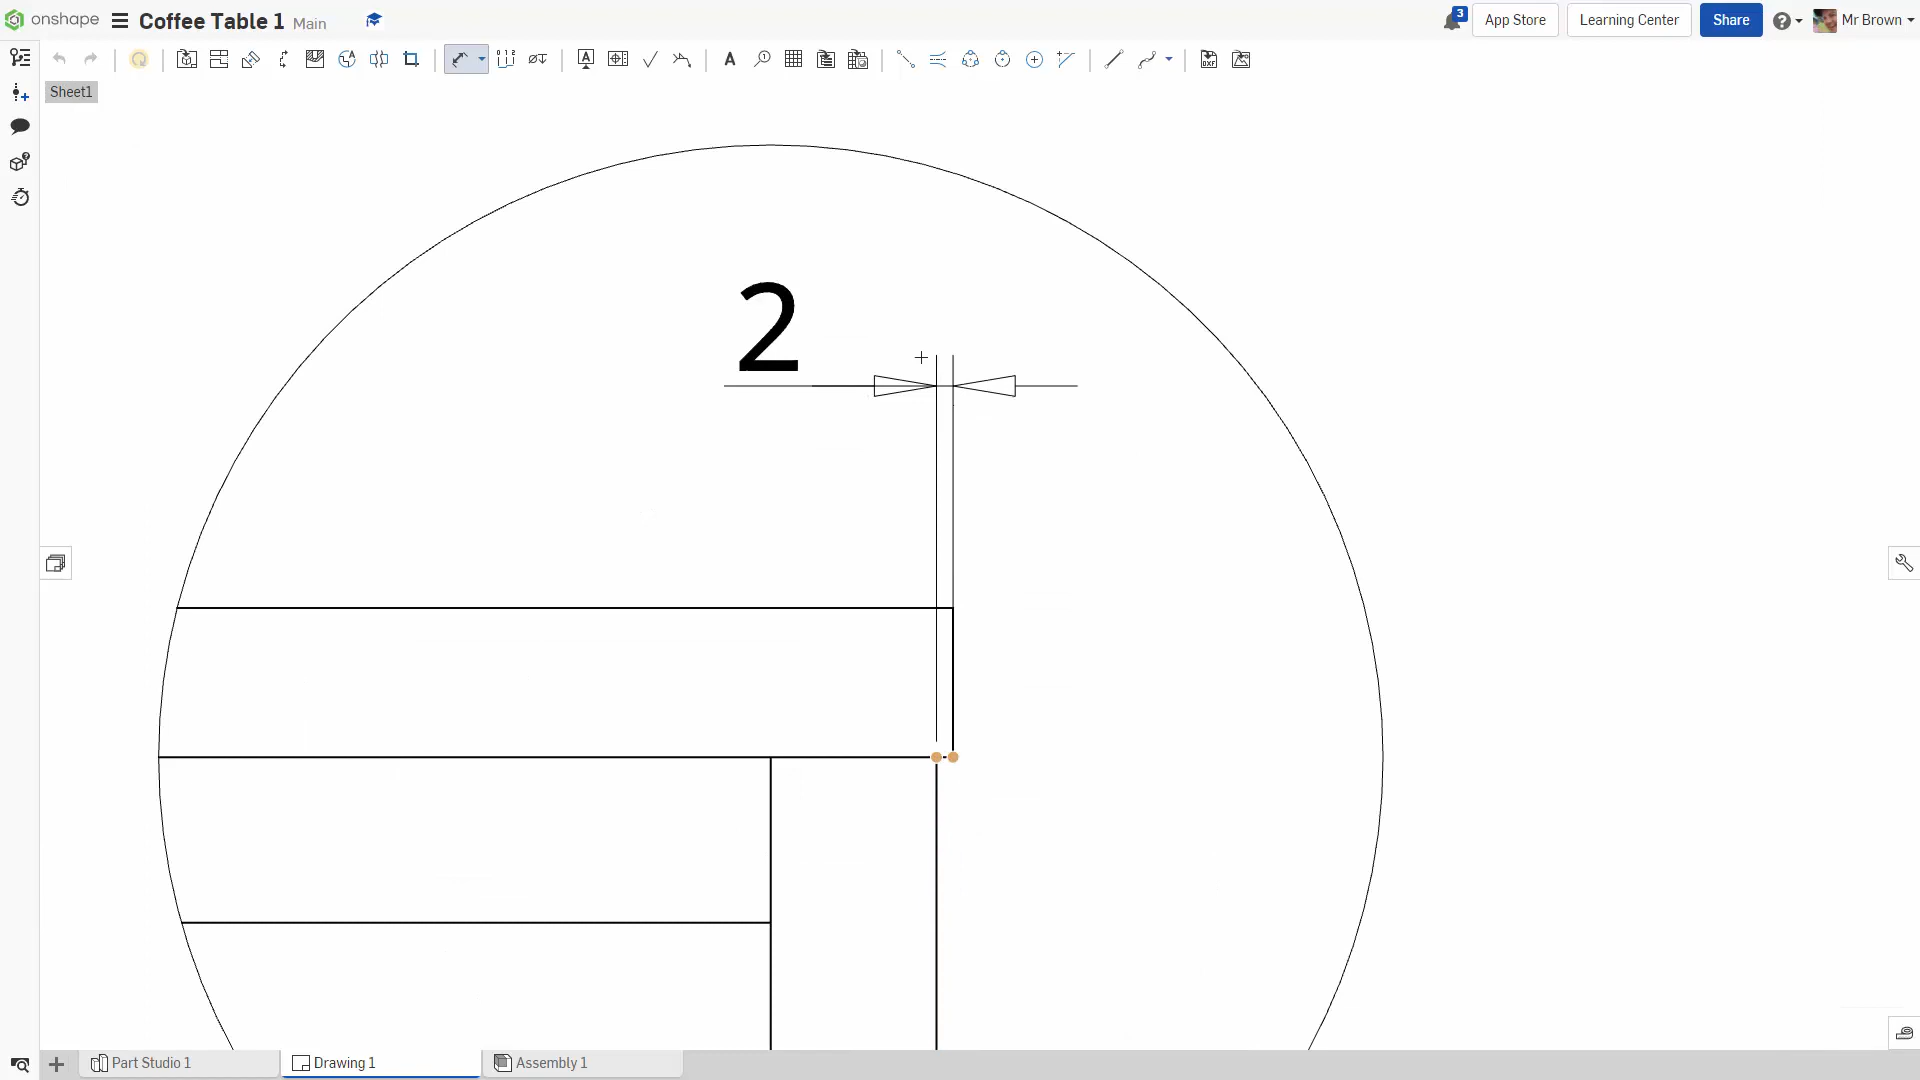 onshape
Coffee Table 1 Main
3
App Store
Learning Center
Share
Mr Brown
Sheet1
2
Part Studio 1
Drawing 1
Assembly 1